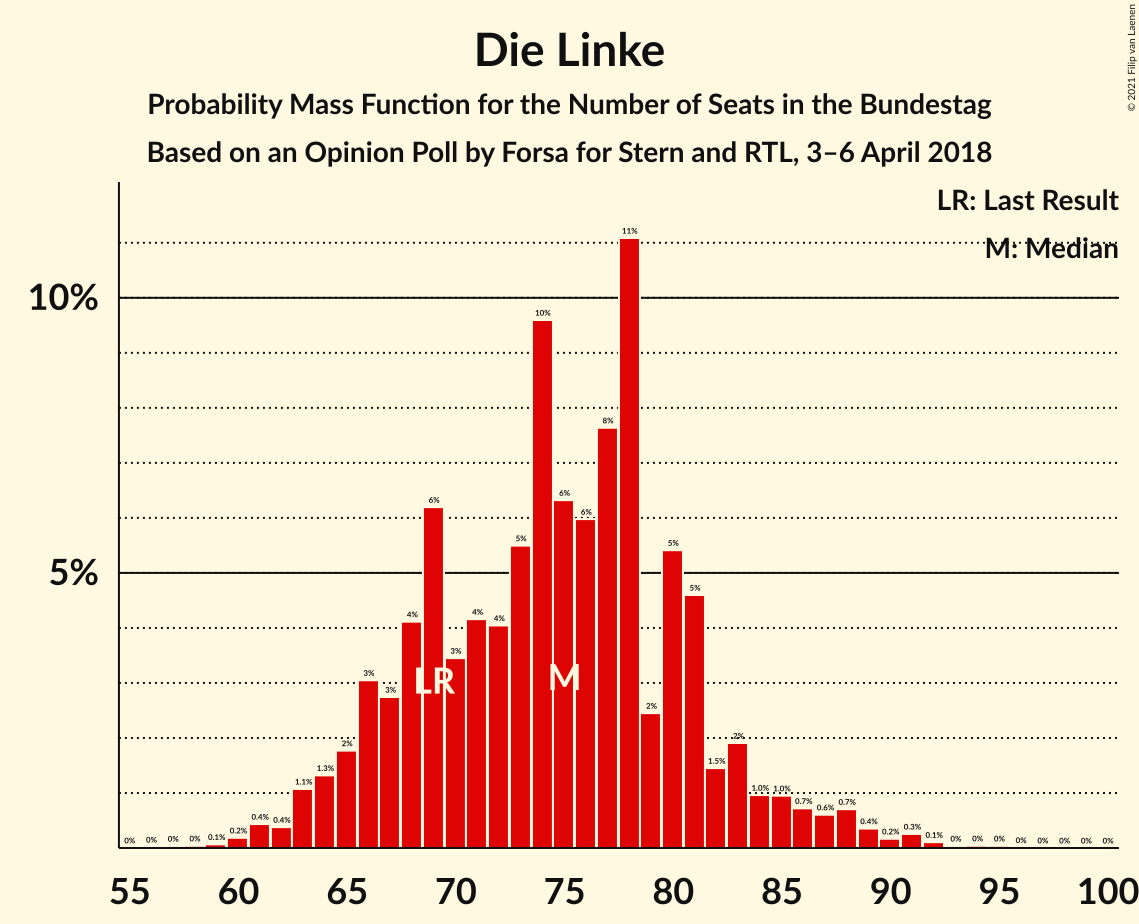 Die Linke
Probability Mass Function for the Number of Seats in the Bundestag
Based on an Opinion Poll by Forsa for Stern and RTL, 3–6 April 2018
© 2021 Filip van Laenen
LR: Last Result
M: Median
10%
5%
0% 0% 0% 0% 0.1% 0.2% 0.4% 0.4% 1.1% 1.3% 2% 3% 3% 4% 6% 3% 4% 4% 5% 10% 6% 6% 8% 11% 2% 5% 5% 1.5% 2% 1.0% 1.0% 0.7% 0.6% 0.7% 0.4% 0.2% 0.3% 0.1% 0% 0% 0% 0% 0% 0% 0% 0%
LR M
55 60 65 70 75 80 85 90 95 100